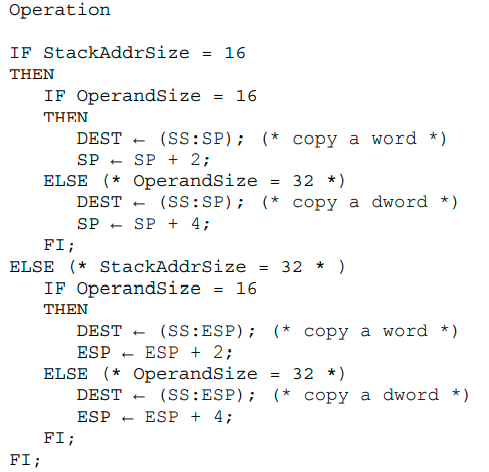 Operation
IF StackAddrSize = 16
THEN
IF OperandSize = 16
THEN
DEST ← (SS:SP); (* copy a word *)
SP ← SP + 2;
ELSE (* OperandSize = 32 *)
DEST ← (SS:SP); (* copy a dword *)
SP ← SP + 4;
FI;
ELSE (* StackAddrSize = 32 * )
IF OperandSize = 16
THEN
DEST ← (SS:ESP); (* copy a word *)
ESP ← ESP + 2;
ELSE (* OperandSize = 32 *)
DEST ← (SS:ESP); (* copy a dword *)
ESP ← ESP + 4;
FI;
FI;